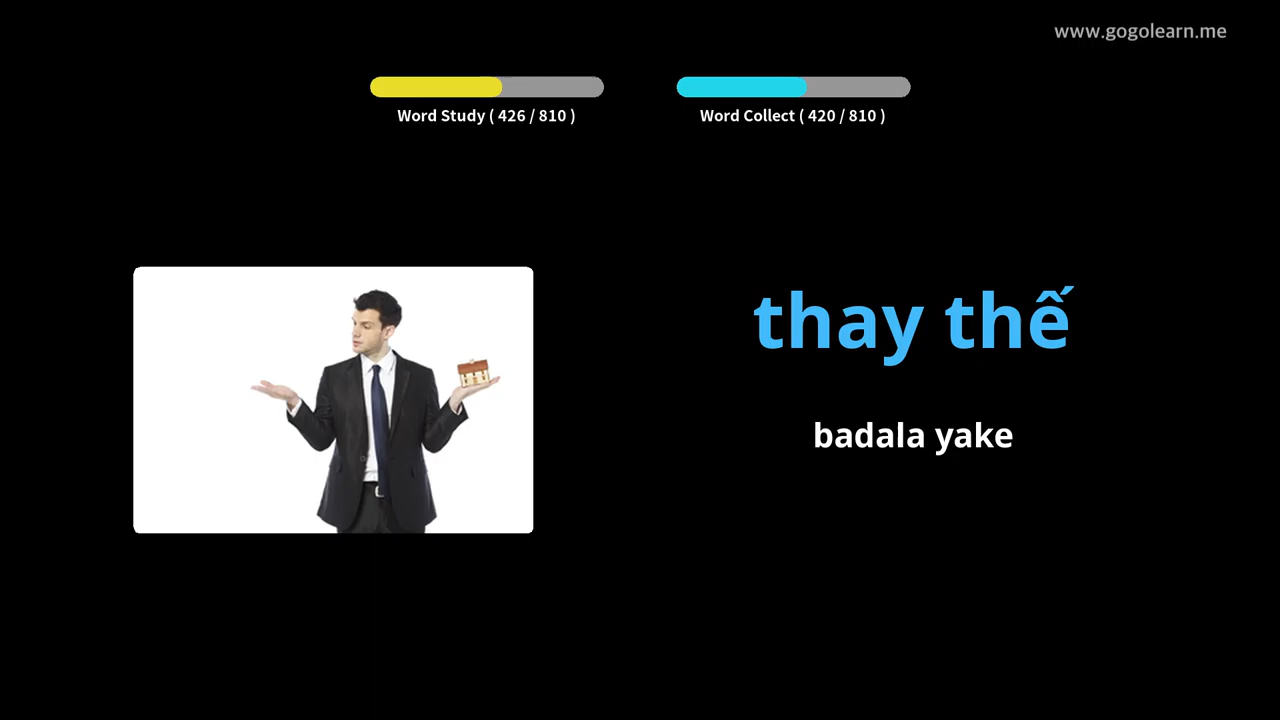 www.gogolearn.me
Word Study ( 426 / 810 )
Word Collect ( 420 / 810 )
thay thế
badala yake